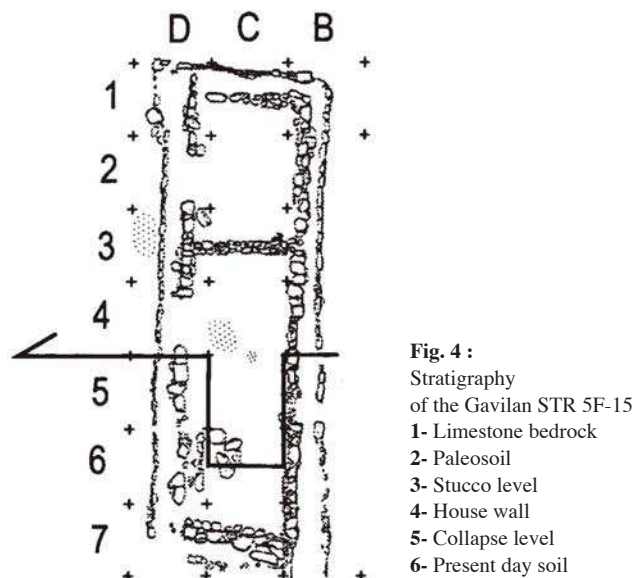 D C B
1
2
3
4
5
6
7
Fig. 4 :
Stratigraphy
of the Gavilan STR 5F-15
1- Limestone bedrock
2- Paleosoil
3- Stucco level
4- House wall
5- Collapse level
6- Present day soil